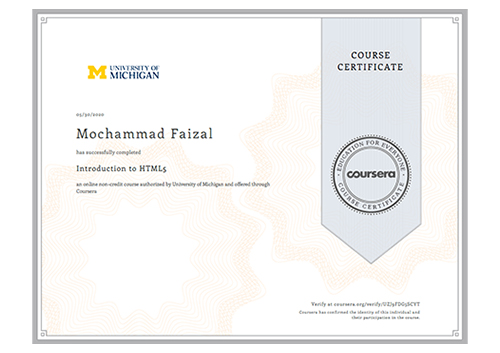 UNIVERSITY OF
MICHIGAN
COURSE
CERTIFICATE
05/30/2020
Mochammad Faizal
has successfully completed
Introduction to HTML5
an online non-credit course authorized by University of Michigan and offered through
Coursera
EDUCATION FOR EVERYONE
coursera
COURSE CERTIFICATE
Verify at coursera.org/verify/
Coursera has confirmed the identity of this individual and
their participation in the course.